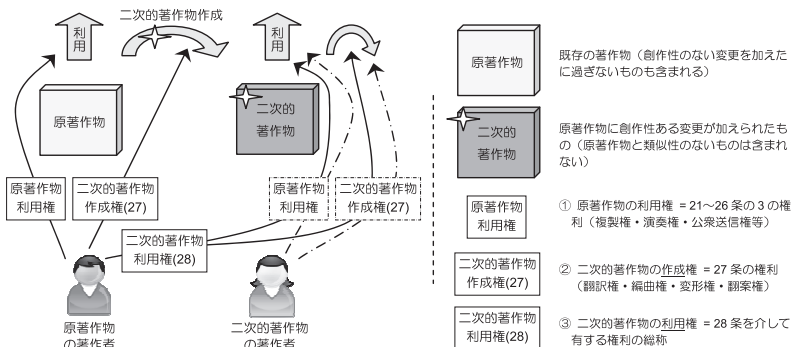 二次的著作物作成
利
用
利
用
原著作物
二次的
著作物
原著作物
利用権
二次的著作物
作成権(27)
原著作物
利用権
二次的著作物
作成権(27)
二次的著作物
利用権(28)
原著作物
の著作者
二次的著作物
の著作者
原著作物
既存の著作物（創作性のない変更を加えた
に過ぎないものも含まれる）
二次的
著作物
原著作物に創作性ある変更が加えられたも
の（原著作物と類似性のないものは含まれ
ない）
原著作物
利用権
① 原著作物の利用権 = 21～26 条の 3 の権
利（複製権・演奏権・公衆送信権等）
二次的著作物
作成権(27)
② 二次的著作物の作成権 = 27 条の権利
（翻訳権・編曲権・変形権・翻案権）
二次的著作物
利用権(28)
③ 二次的著作物の利用権 = 28 条を介して
有する権利の総称